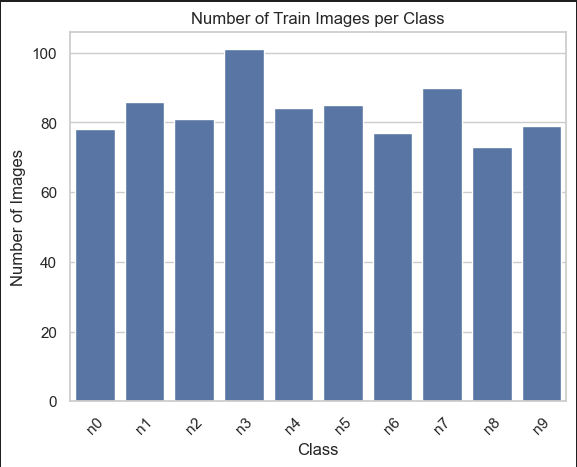 Number of Train Images per Class
Number of Images
100
80
60
40
20
0
n0 n1 n2 n3 n4 n5 n6 n7 n8 n9
Class